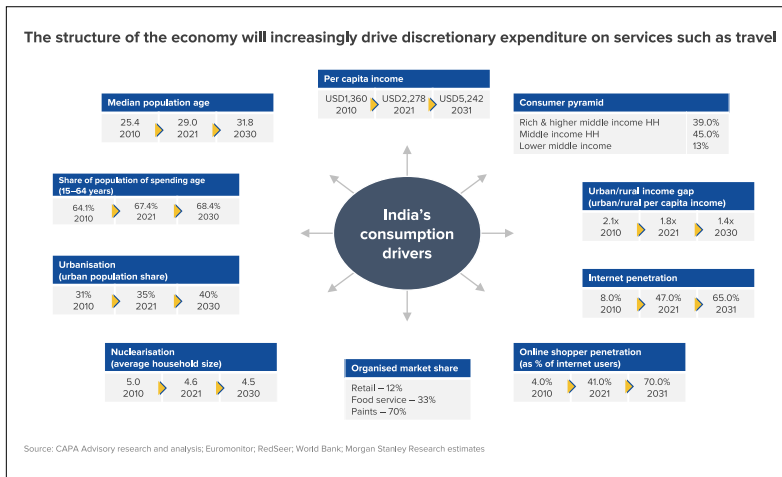 The structure of the economy will increasingly drive discretionary expenditure on services such as travel
Per capita income
USD1,360 USD2,278 USD5,242
2010 2021 2031
Median population age
25.4 29.0 31.8
2010 2021 2030
Consumer pyramid
Rich & higher middle income HH 39.0%
Middle income HH 45.0%
Lower middle income 13%
Share of population of spending age
(15–64 years)
64.1% 67.4% 68.4%
2010 2021 2030
India's
consumption
drivers
Urban/rural income gap
(urban/rural per capita income)
2.1x 1.8x 1.4x
2010 2021 2030
Urbanisation
(urban population share)
31% 35% 40%
2010 2021 2030
Internet penetration
8.0% 47.0% 65.0%
2010 2021 2031
Nuclearisation
(average household size)
5.0 4.6 4.5
2010 2021 2030
Organised market share
Retail – 12%
Food service – 33%
Paints – 70%
Online shopper penetration
(as % of internet users)
4.0% 41.0% 70.0%
2010 2021 2031
Source: CAPA Advisory research and analysis; Euromonitor; RedSeer; World Bank; Morgan Stanley Research estimates